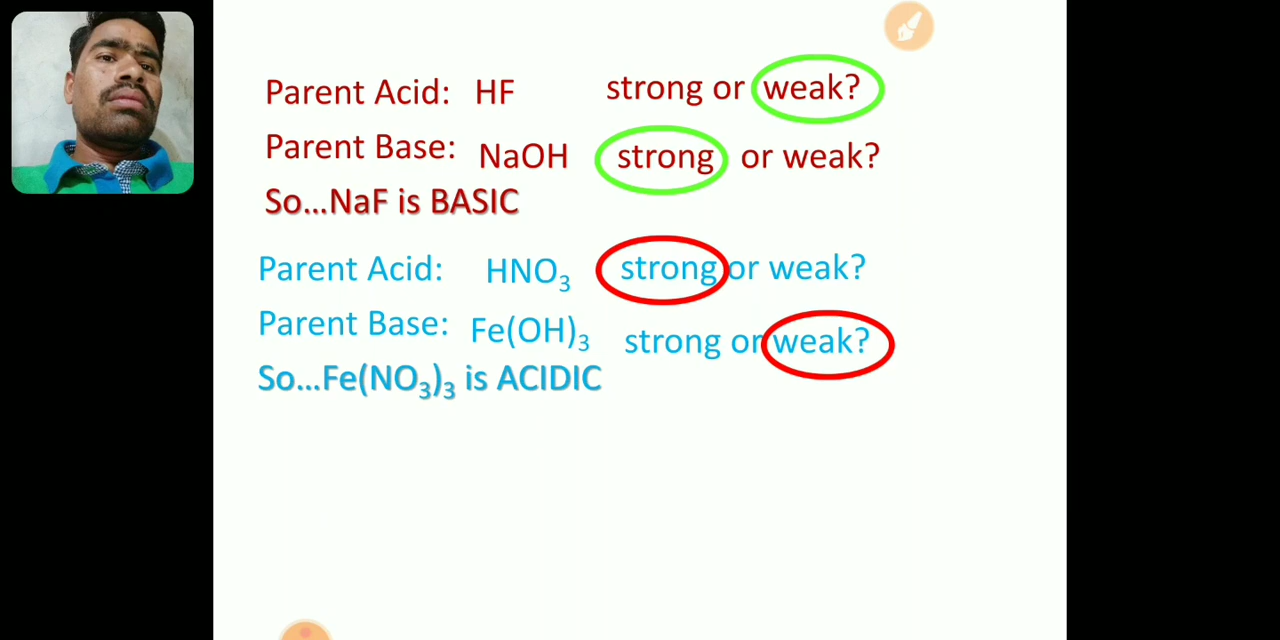 Parent Acid: HF strong or weak?
Parent Base: NaOH strong or weak?
So...NaF is BASIC
Parent Acid: HNO₃ strong or weak?
Parent Base: Fe(OH)₃ strong or weak?
So...Fe(NO₃)₃ is ACIDIC